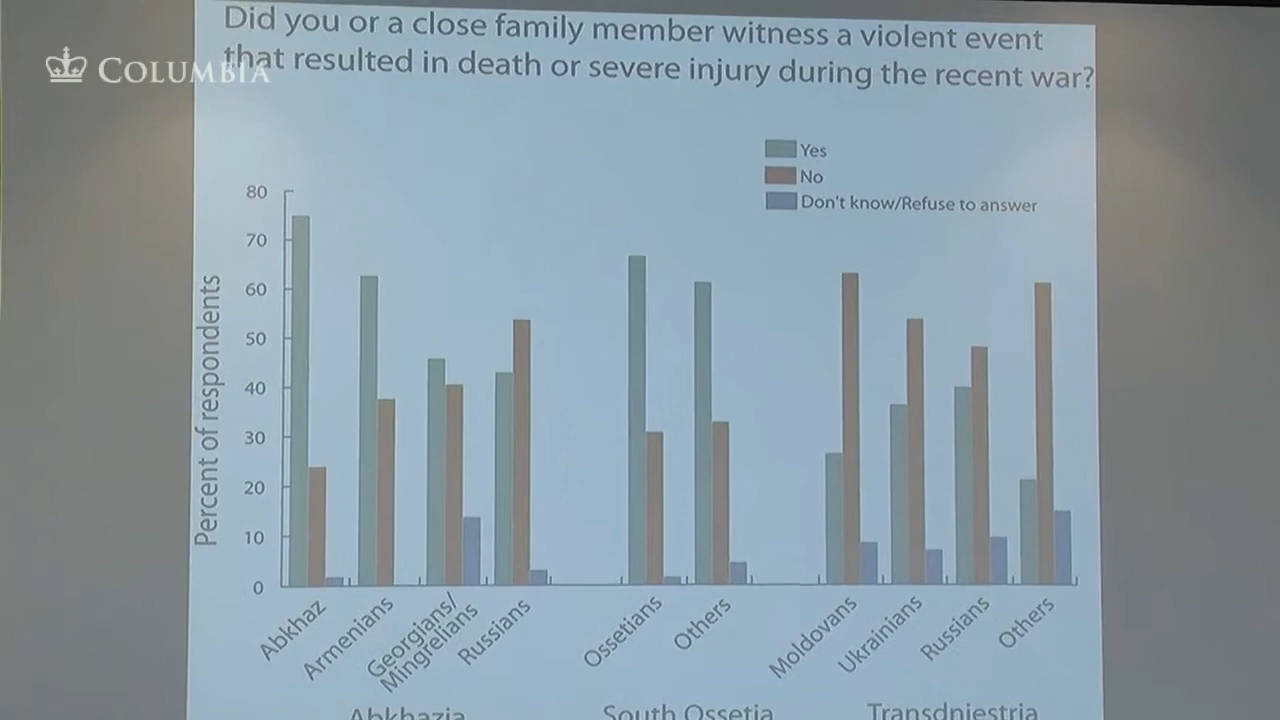 Did you or a close family member witness a violent event
that resulted in death or severe injury during the recent war?
COLUMBIA
Yes
No
Don't know/Refuse to answer
Percent of respondents
80
70
60
50
40
30
20
10
0
Abkhaz
Armenians
Georgians/
Mingrelians
Russians
Ossetians
Others
Moldovans
Ukrainians
Russians
Others
Abkhazia
South Ossetia
Transdniestria